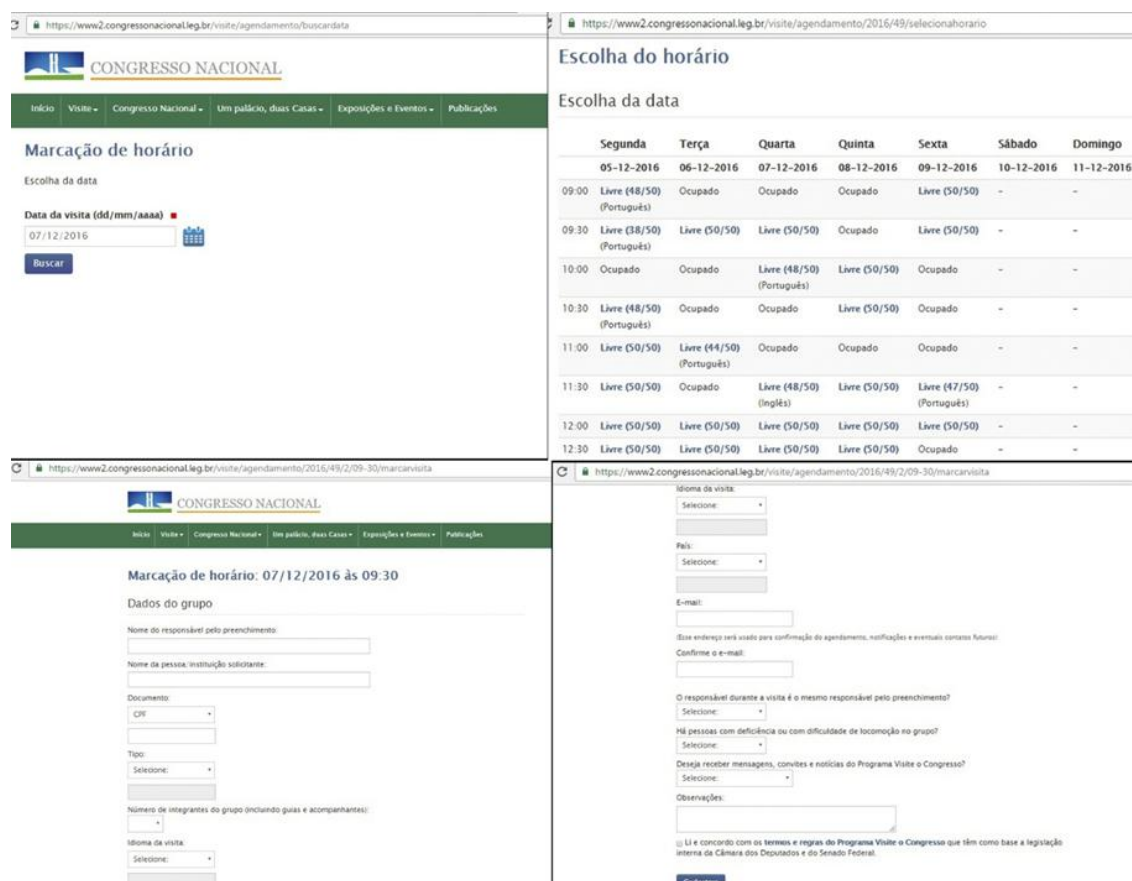 https://www2.congressonacional.leg.br/visite/agendamento/buscardata
CONGRESSO NACIONAL
Início Visite Congresso Nacional Um palácio, duas Casas Exposições e Eventos Publicações
Marcação de horário
Escolha da data
Data da visita (dd/mm/aaaa)
07/12/2016
Buscar
https://www2.congressonacional.leg.br/visite/agendamento/2016/49/selecionahorario
Escolha do horário
Escolha da data
Segunda Terça Quarta Quinta Sexta Sábado Domingo
05-12-2016 06-12-2016 07-12-2016 08-12-2016 09-12-2016 10-12-2016 11-12-2016
09:00 Livre (48/50) Ocupado Ocupado Ocupado Livre (50/50) - -
(Português)
09:30 Livre (38/50) Livre (50/50) Livre (50/50) Ocupado Livre (50/50) - -
(Português)
10:00 Ocupado Ocupado Livre (48/50) Livre (50/50) Ocupado - -
(Português)
10:30 Livre (48/50) Ocupado Ocupado Livre (50/50) Ocupado - -
(Português)
11:00 Livre (50/50) Livre (44/50) Ocupado Ocupado Ocupado - -
(Português)
11:30 Livre (50/50) Ocupado Livre (48/50) Livre (50/50) Livre (47/50) - -
(Inglês) (Português)
12:00 Livre (50/50) Livre (50/50) Livre (50/50) Livre (50/50) Livre (50/50) - -
12:30 Livre (50/50) Livre (50/50) Livre (50/50) Livre (50/50) Ocupado - -
https://www2.congressonacional.leg.br/visite/agendamento/2016/49/2/09-30/marcarvisita
CONGRESSO NACIONAL
Início Visite Congresso Nacional Um palácio, duas Casas Exposições e Eventos Publicações
Marcação de horário: 07/12/2016 às 09:30
Dados do grupo
Nome do responsável pelo preenchimento:
Nome da pessoa/instituição solicitante:
Documento:
CPF
Tipo:
Selecione:
Número de integrantes do grupo (incluindo guias e acompanhantes):
Idioma da visita:
Selecione:
https://www2.congressonacional.leg.br/visite/agendamento/2016/49/2/09-30/marcarvisita
Idioma da visita:
Selecione:
País:
Selecione:
E-mail:
(Esse endereço será usado para confirmação do agendamento, notificações e eventuais contatos futuros)
Confirme o e-mail:
O responsável durante a visita é o mesmo responsável pelo preenchimento?
Selecione:
Há pessoas com deficiência ou com dificuldade de locomoção no grupo?
Selecione:
Deseja receber mensagens, convites e notícias do Programa Visite o Congresso?
Selecione:
Observações:
Li e concordo com os termos e regras do Programa Visite o Congresso que têm como base a legislação
interna da Câmara dos Deputados e do Senado Federal.